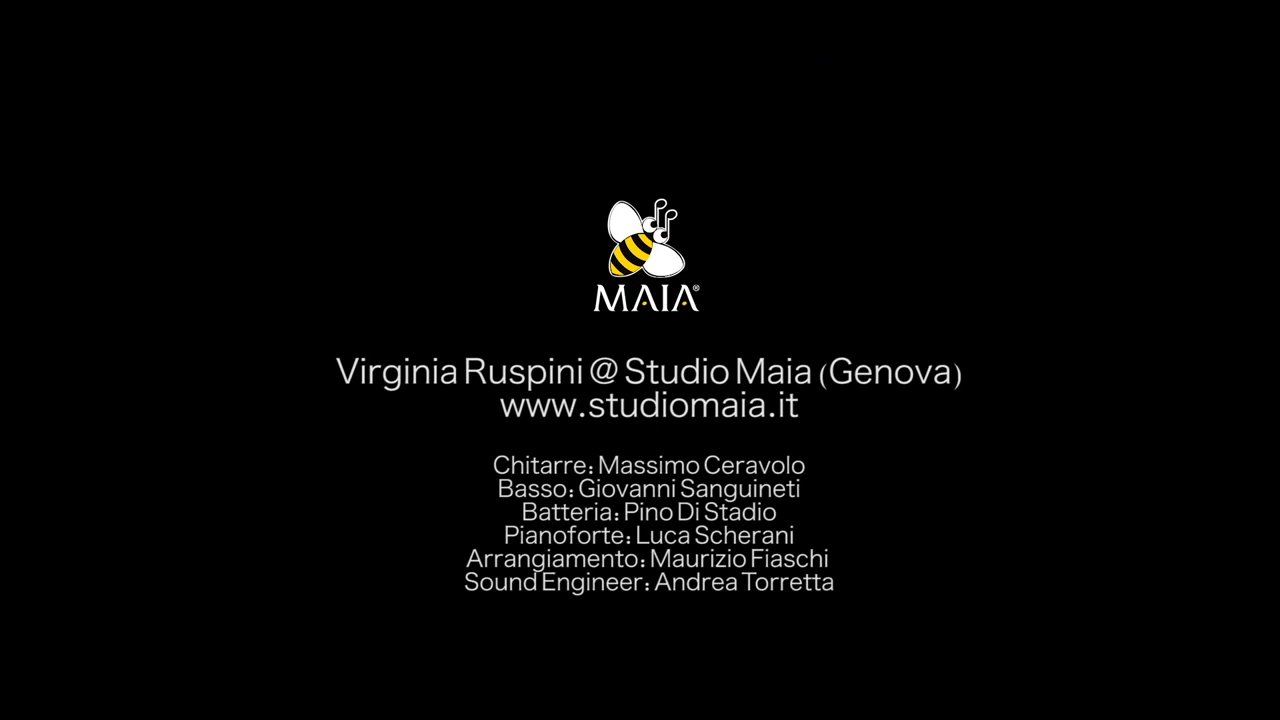 MAIA®
Virginia Ruspini @ Studio Maia (Genova)
www.studiomaia.it
Chitarre: Massimo Ceravolo
Basso: Giovanni Sanguineti
Batteria: Pino Di Stadio
Pianoforte: Luca Scherani
Arrangiamento: Maurizio Fiaschi
Sound Engineer: Andrea Torretta